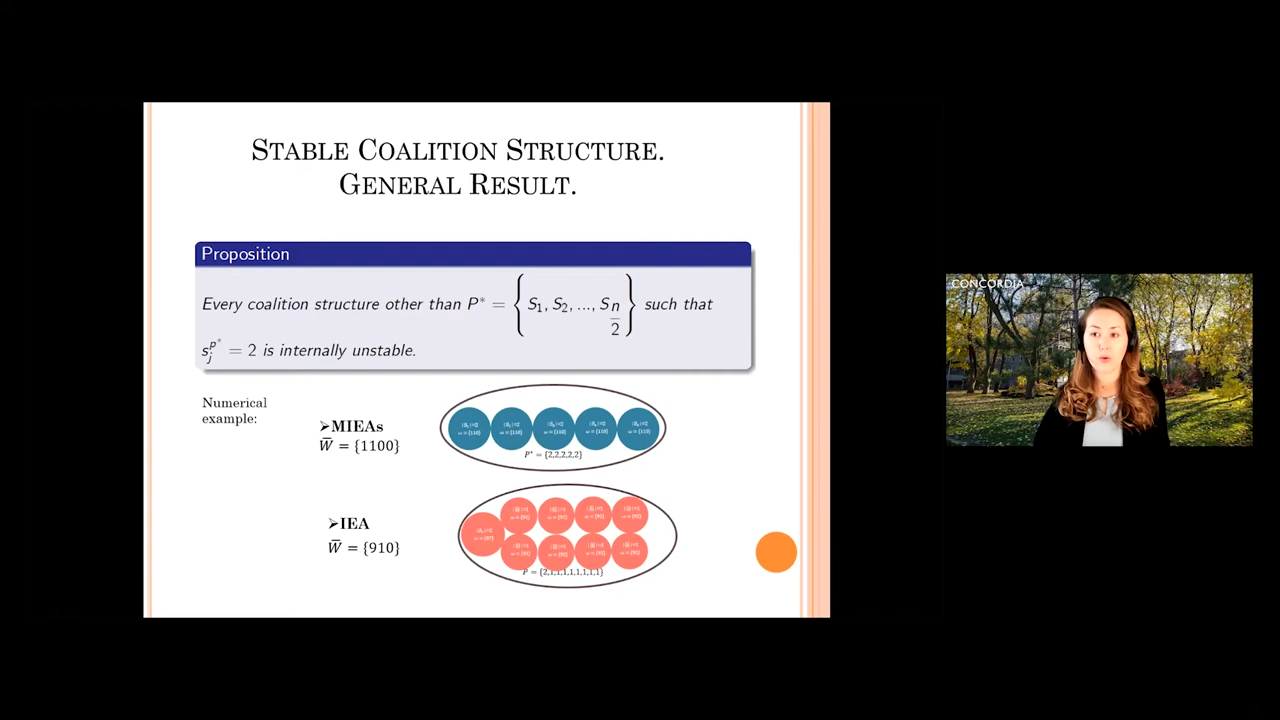 STABLE COALITION STRUCTURE.
GENERAL RESULT.
Proposition
Every coalition structure other than P* = { S₁, S₂, ..., S n/2 } such that
s_j^{p*} = 2 is internally unstable.
Numerical
example:
➢MIEAs
W̄ = {1100}
P* = {2,2,2,2,2}
➢IEA
W̄ = {910}
P = {2,1,1,1,1,1,1,1,1}
CONCORDIA